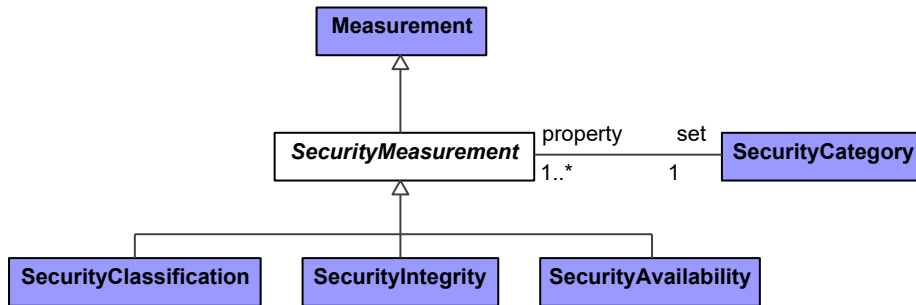 Measurement
property set
SecurityMeasurement
SecurityCategory
1..* 1
SecurityClassification
SecurityIntegrity
SecurityAvailability